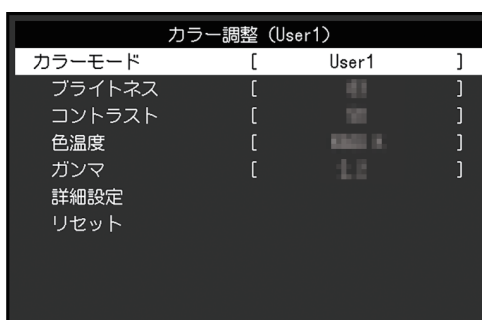 カラー調整（User1）
カラーモード [ User1 ]
ブライトネス [ ]
コントラスト [ ]
色温度 [ ]
ガンマ [ ]
詳細設定
リセット